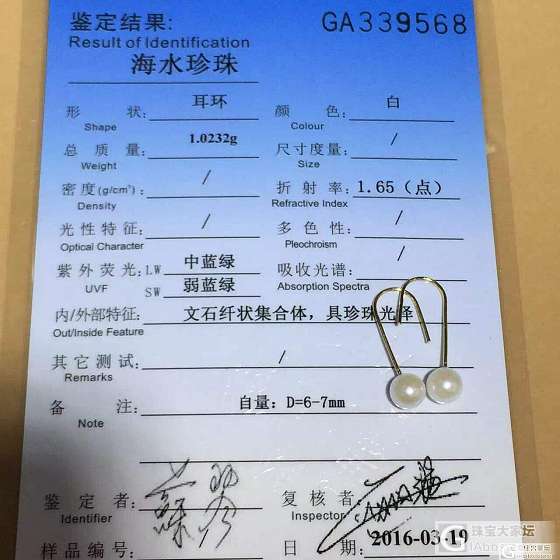 鉴定结果: GA339568
Result of Identification
海水珍珠
形 状: 耳环 颜 色: 白
Shape Colour
总 质 量: 1.0232g 尺寸度量: /
Weight Size
密度(g/cm³): / 折 射 率: 1.65（点）
Density Refractive Index
光性特征: / 多 色 性: /
Optical Character Pleochroism
紫外荧光: LW 中蓝绿 吸收光谱: /
UVF SW 弱蓝绿 Absorption Spectra
内/外部特征: 文石纤状集合体，具珍珠光泽
Out/Inside Feature
其它测试: /
Remarks
备 注: 自量: D=6-7mm
Note
鉴 定 者: 复 核 者:
Identifier Inspector
样品编号: 日 期: 2016-03-19
珠宝大家坛